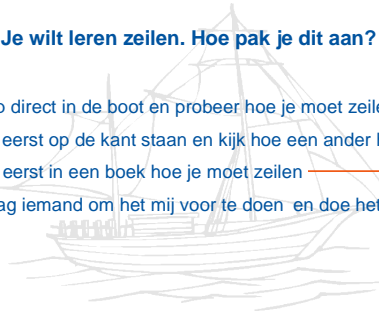 Je wilt leren zeilen. Hoe pak je dit aan?
direct in de boot en probeer hoe je moet
eerst op de kant staan en kijk hoe een ander
eerst in een boek hoe je moet zeilen
iemand om het mij voor te doen en doe het